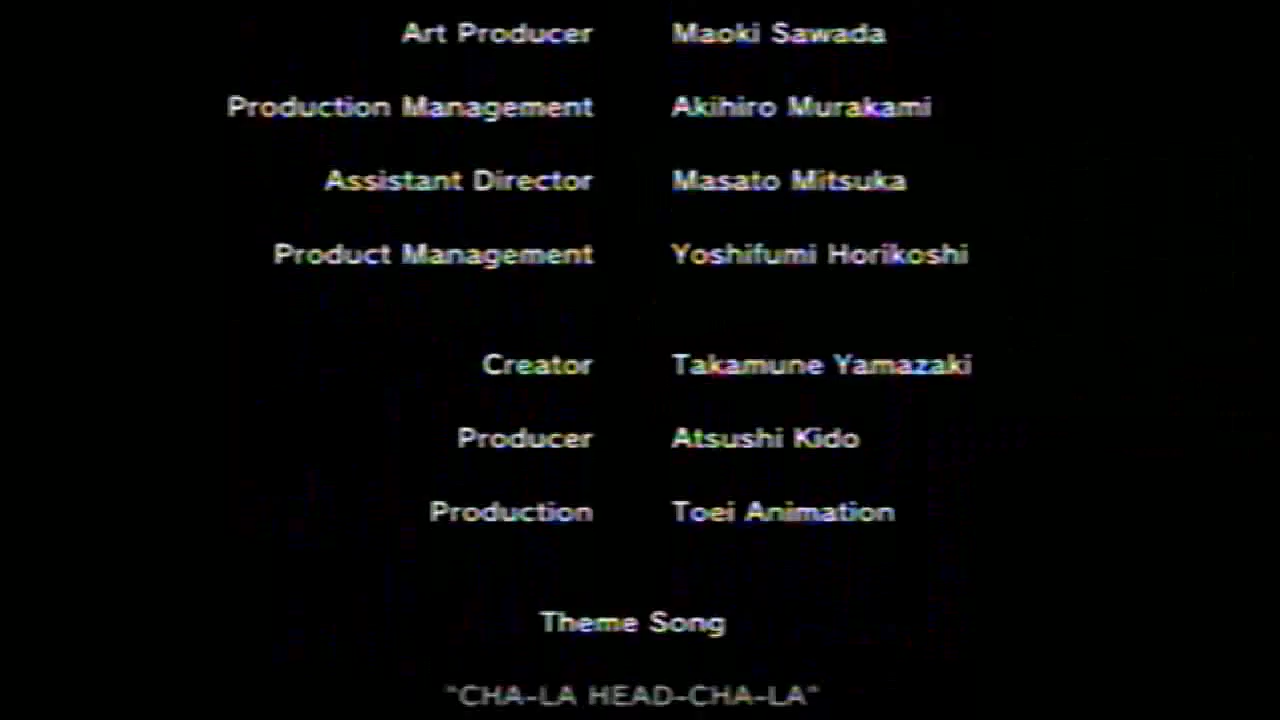 Art Producer Maoki Sawada
Production Management Akihiro Murakami
Assistant Director Masato Mitsuka
Product Management Yoshifumi Horikoshi
Creator Takamune Yamazaki
Producer Atsushi Kido
Production Toei Animation
Theme Song
"CHA-LA HEAD-CHA-LA"